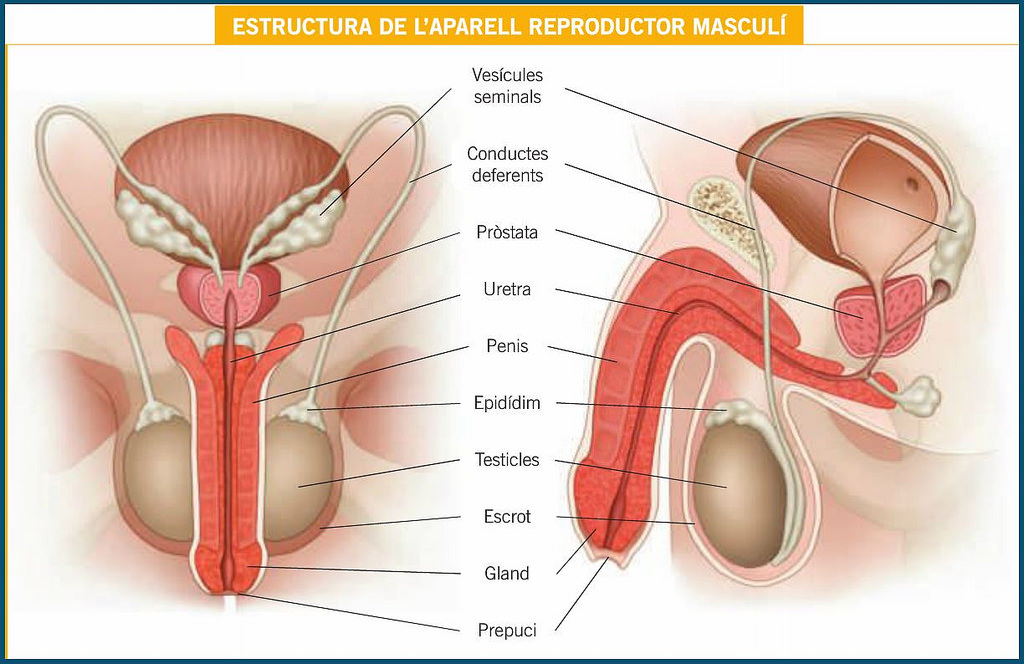 ESTRUCTURA DE L’APARELL REPRODUCTOR MASCULÍ
Vesícules
seminals
Conductes
deferents
Pròstata
Uretra
Penis
Epidídim
Testicles
Escrot
Gland
Prepuci